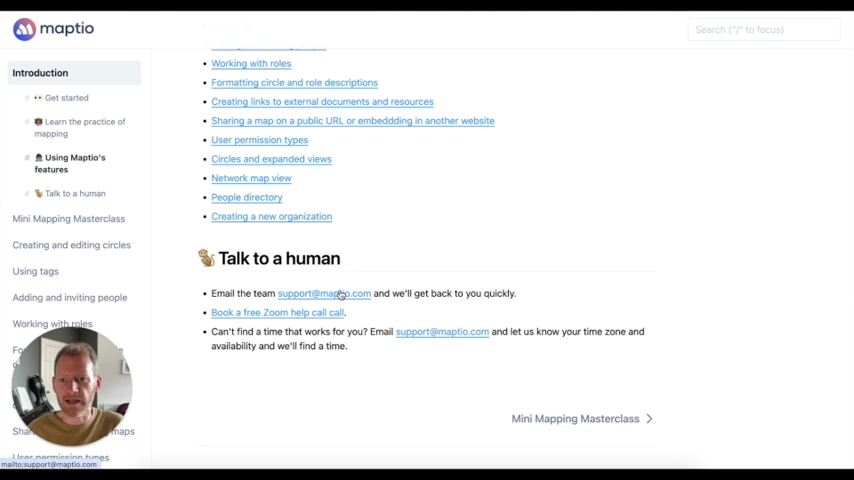 maptio
Search ("/" to focus)
Introduction
# 👀 Get started
# Learn the practice of
mapping
# Using Maptio's
features
# Talk to a human
Mini Mapping Masterclass
Creating and editing circles
Using tags
Adding and inviting people
Working with roles
User permission types
mailto:support@maptio.com
• Working with roles
• Formatting circle and role descriptions
• Creating links to external documents and resources
• Sharing a map on a public URL or embeddding in another website
• User permission types
• Circles and expanded views
• Network map view
• People directory
• Creating a new organization
Talk to a human
• Email the team support@maptio.com and we'll get back to you quickly.
• Book a free Zoom help call call.
• Can't find a time that works for you? Email support@maptio.com and let us know your time zone and
availability and we'll find a time.
Mini Mapping Masterclass >